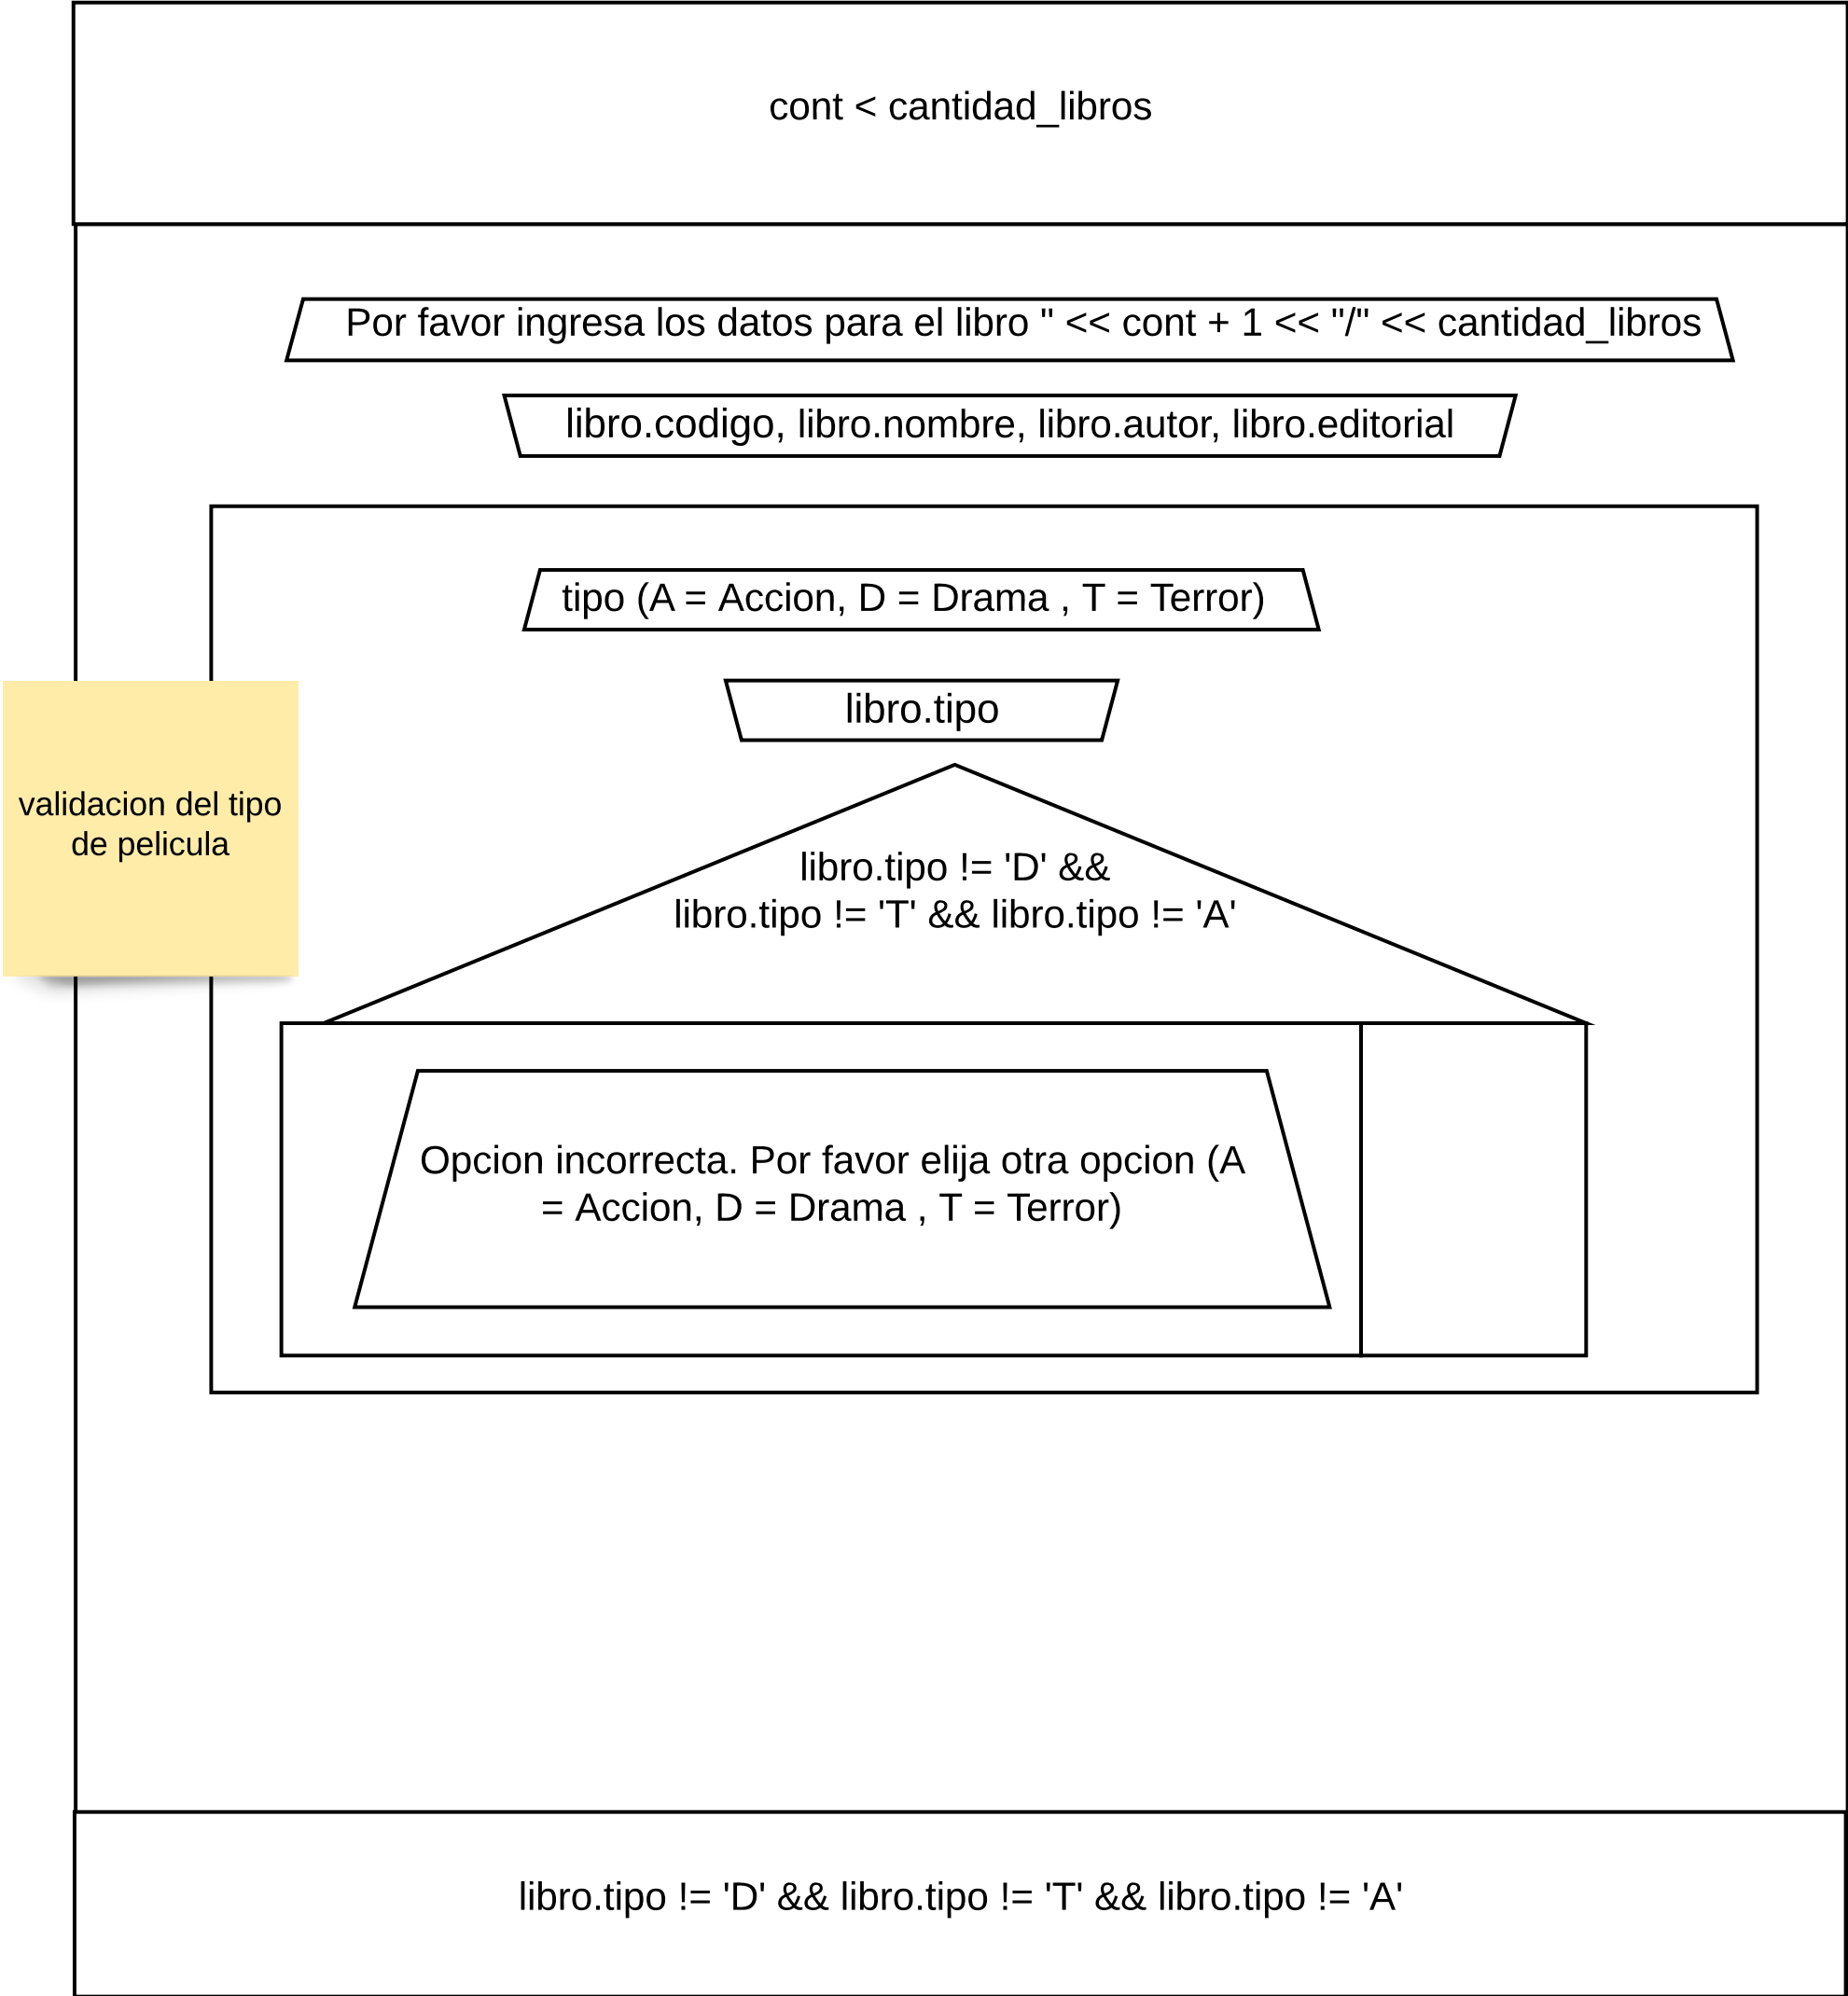 cont < cantidad_libros
Por favor ingresa los datos para el libro " << cont + 1 << "/" << cantidad_libros
libro.codigo, libro.nombre, libro.autor, libro.editorial
tipo (A = Accion, D = Drama , T = Terror)
libro.tipo
validacion del tipo
de pelicula
libro.tipo != 'D' &&
libro.tipo != 'T' && libro.tipo != 'A'
Opcion incorrecta. Por favor elija otra opcion (A
= Accion, D = Drama , T = Terror)
libro.tipo != 'D' && libro.tipo != 'T' && libro.tipo != 'A'